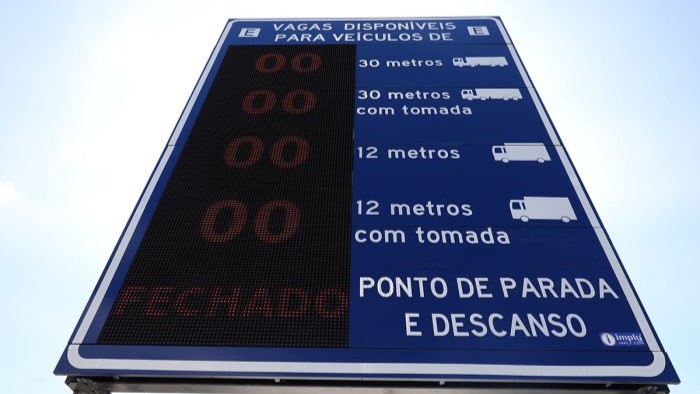 E VAGAS DISPONÍVEIS E
PARA VEÍCULOS DE
00 30 metros
00 30 metros
com tomada
00 12 metros
00 12 metros
com tomada
FECHADO PONTO DE PARADA
E DESCANSO
imply